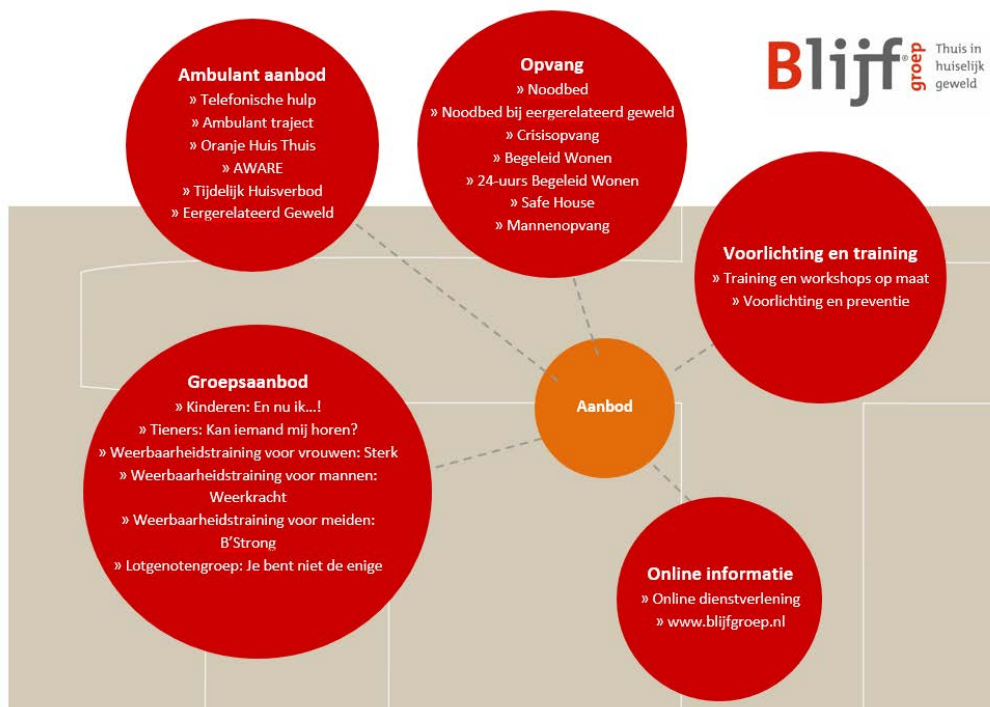 Blijf® groep
Thuis in
huiselijk
geweld
Ambulant aanbod
» Telefonische hulp
» Ambulant traject
» Oranje Huis Thuis
» AWARE
» Tijdelijk Huisverbod
» Eergerelateerd Geweld
Opvang
» Noodbed
» Noodbed bij eergerelateerd geweld
» Crisisopvang
» Begeleid Wonen
» 24-uurs Begeleid Wonen
» Safe House
» Mannenopvang
Voorlichting en training
» Training en workshops op maat
» Voorlichting en preventie
Groepsaanbod
» Kinderen: En nu ik...!
» Tieners: Kan iemand mij horen?
» Weerbaarheidstraining voor vrouwen: Sterk
» Weerbaarheidstraining voor mannen:
Weerkracht
» Weerbaarheidstraining voor meiden:
B’Strong
» Lotgenotengroep: Je bent niet de enige
Aanbod
Online informatie
» Online dienstverlening
» www.blijfgroep.nl